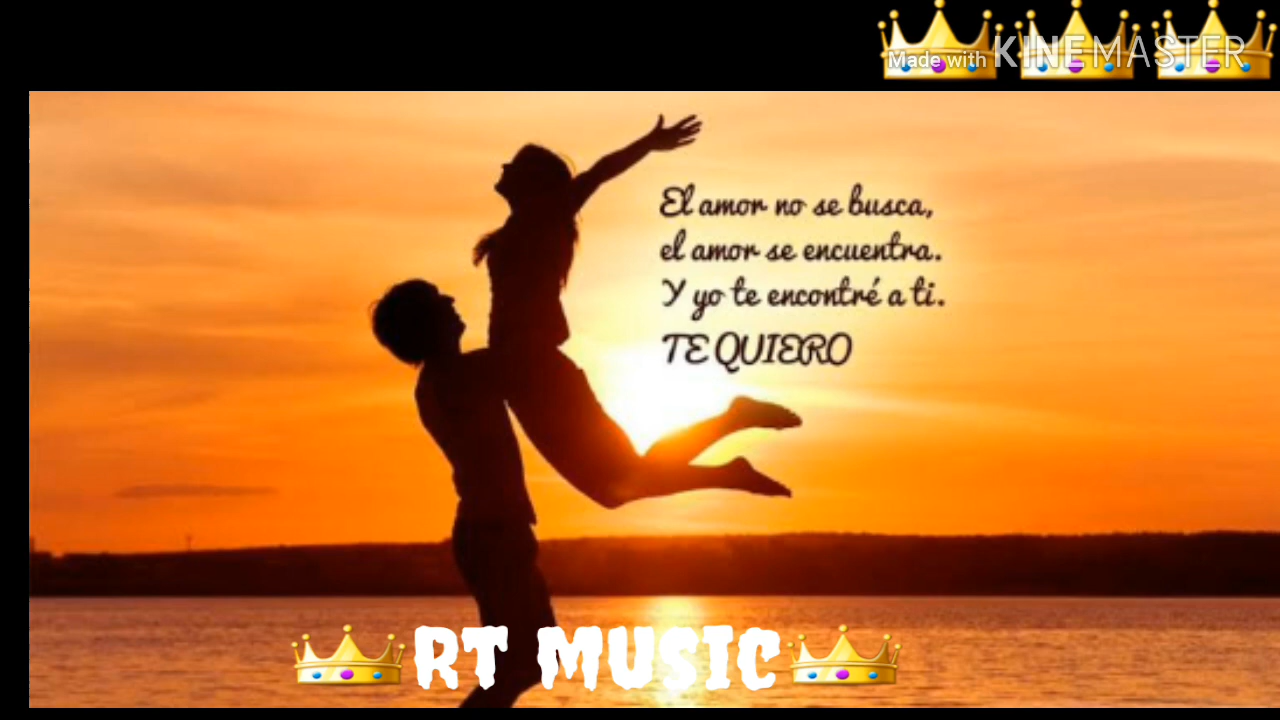 Made with KINEMASTER
El amor no se busca,
el amor se encuentra.
Y yo te encontré a ti.
TE QUIERO
RT MUSIC